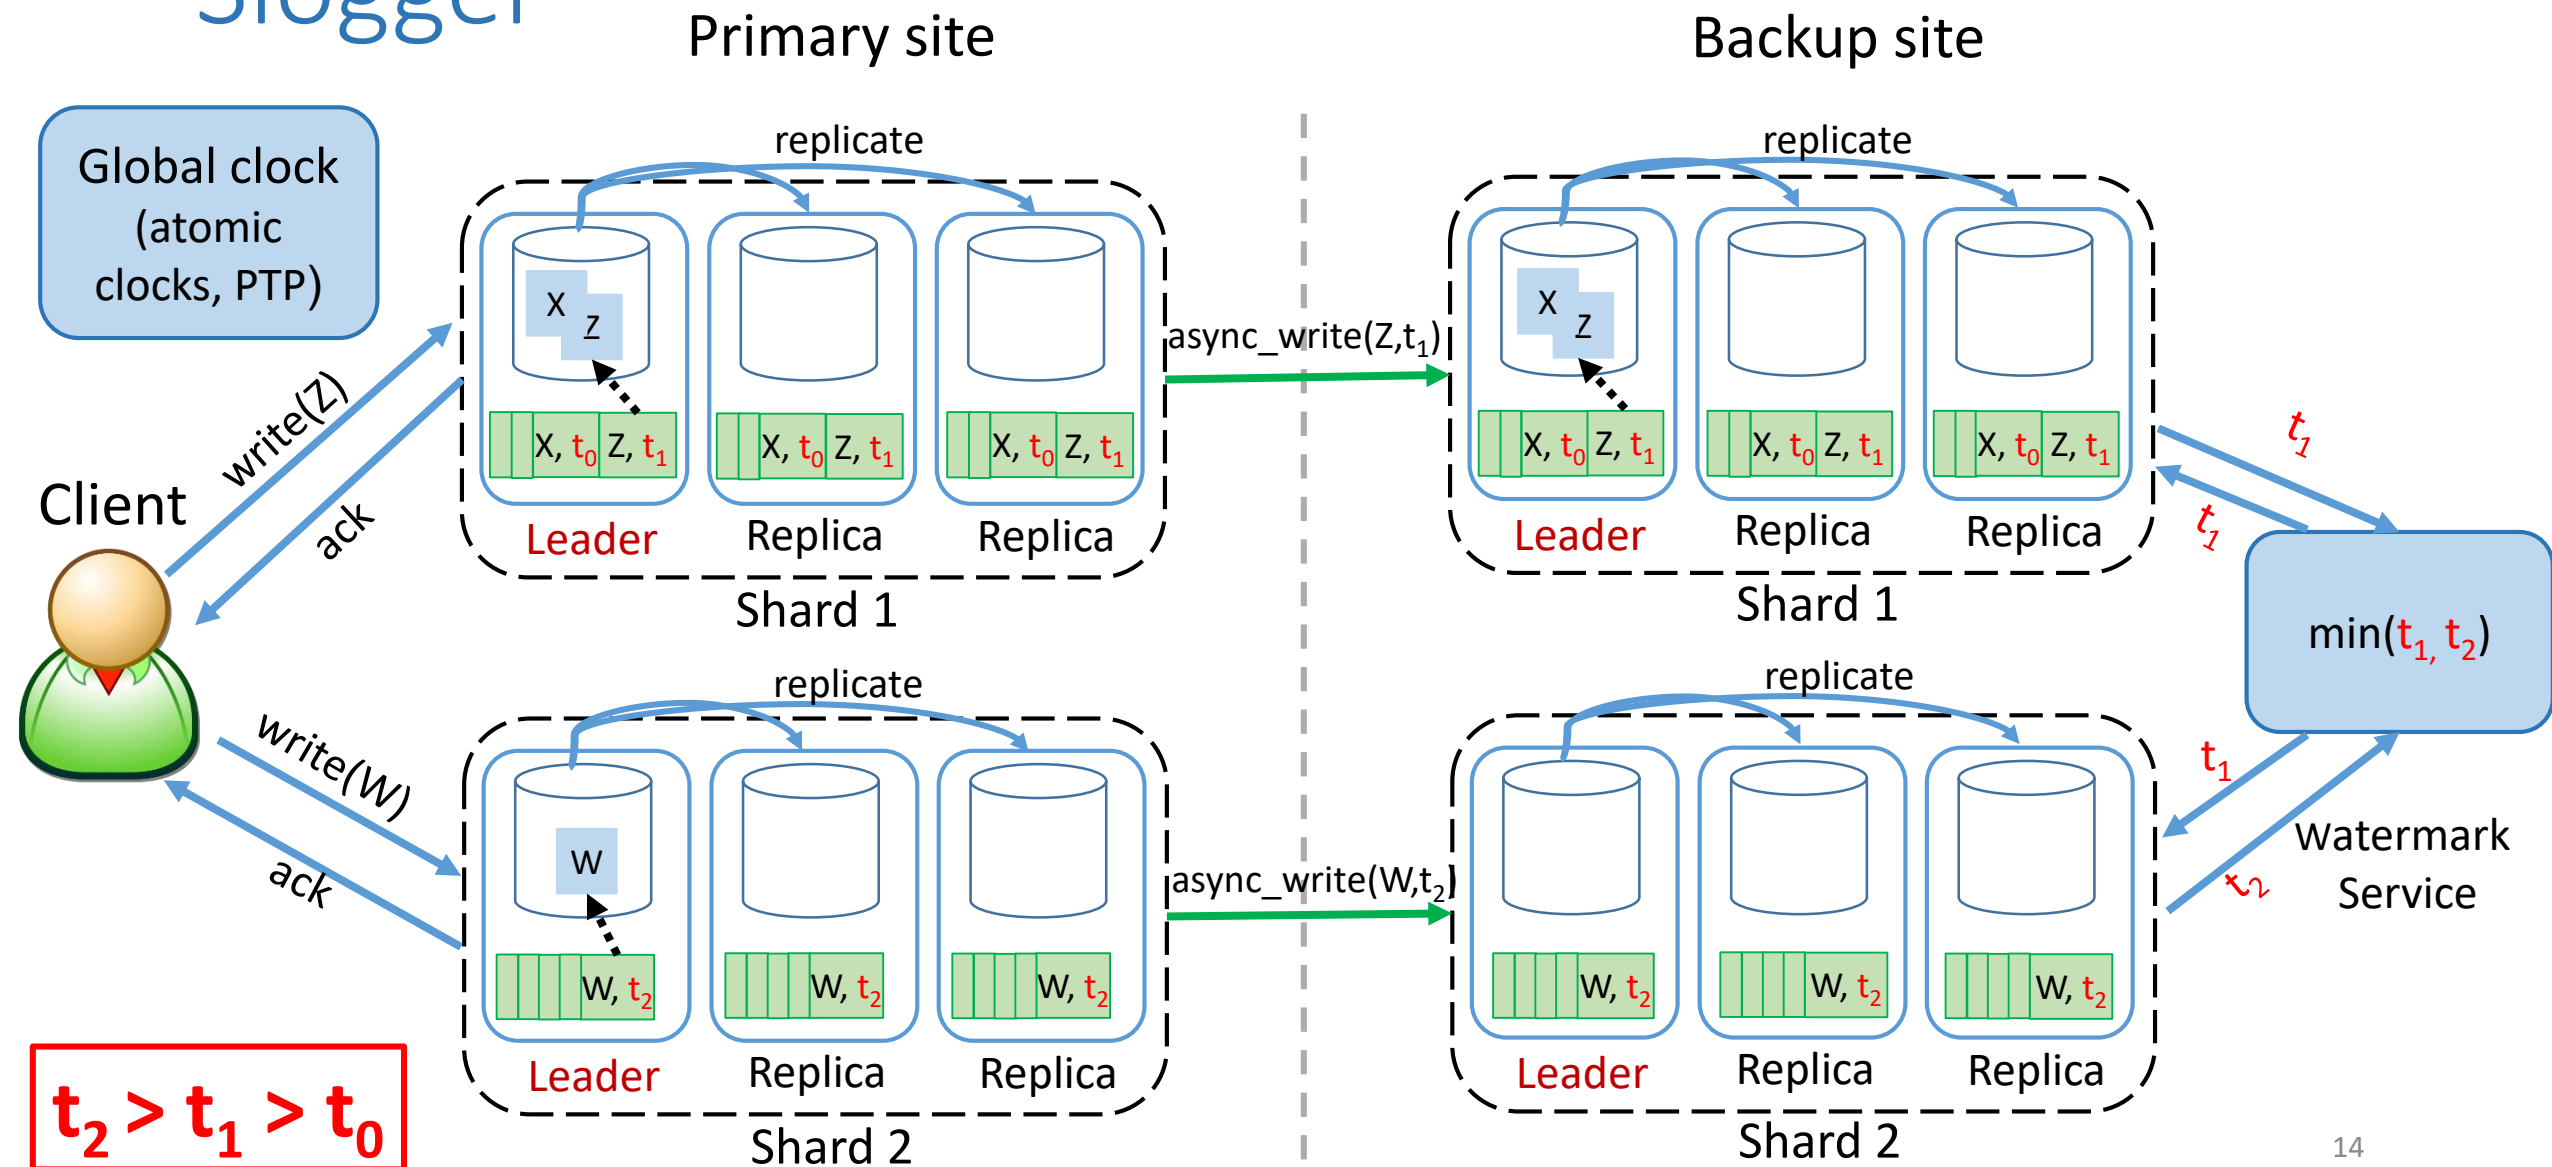 Slogger
Primary site
Backup site
Global clock
(atomic
clocks, PTP)
replicate
X
Z
X, t₀ Z, t₁
X, t₀ Z, t₁
X, t₀ Z, t₁
Leader
Replica
Replica
Shard 1
async_write(Z,t₁)
replicate
X
Z
X, t₀ Z, t₁
X, t₀ Z, t₁
X, t₀ Z, t₁
Leader
Replica
Replica
Shard 1
write(Z)
ack
Client
write(W)
ack
replicate
W
W, t₂
W, t₂
W, t₂
Leader
Replica
Replica
Shard 2
async_write(W,t₂)
replicate
W, t₂
W, t₂
W, t₂
Leader
Replica
Replica
Shard 2
t₁
t₁
min(t₁, t₂)
t₁
t₂
Watermark
Service
t₂ > t₁ > t₀
14